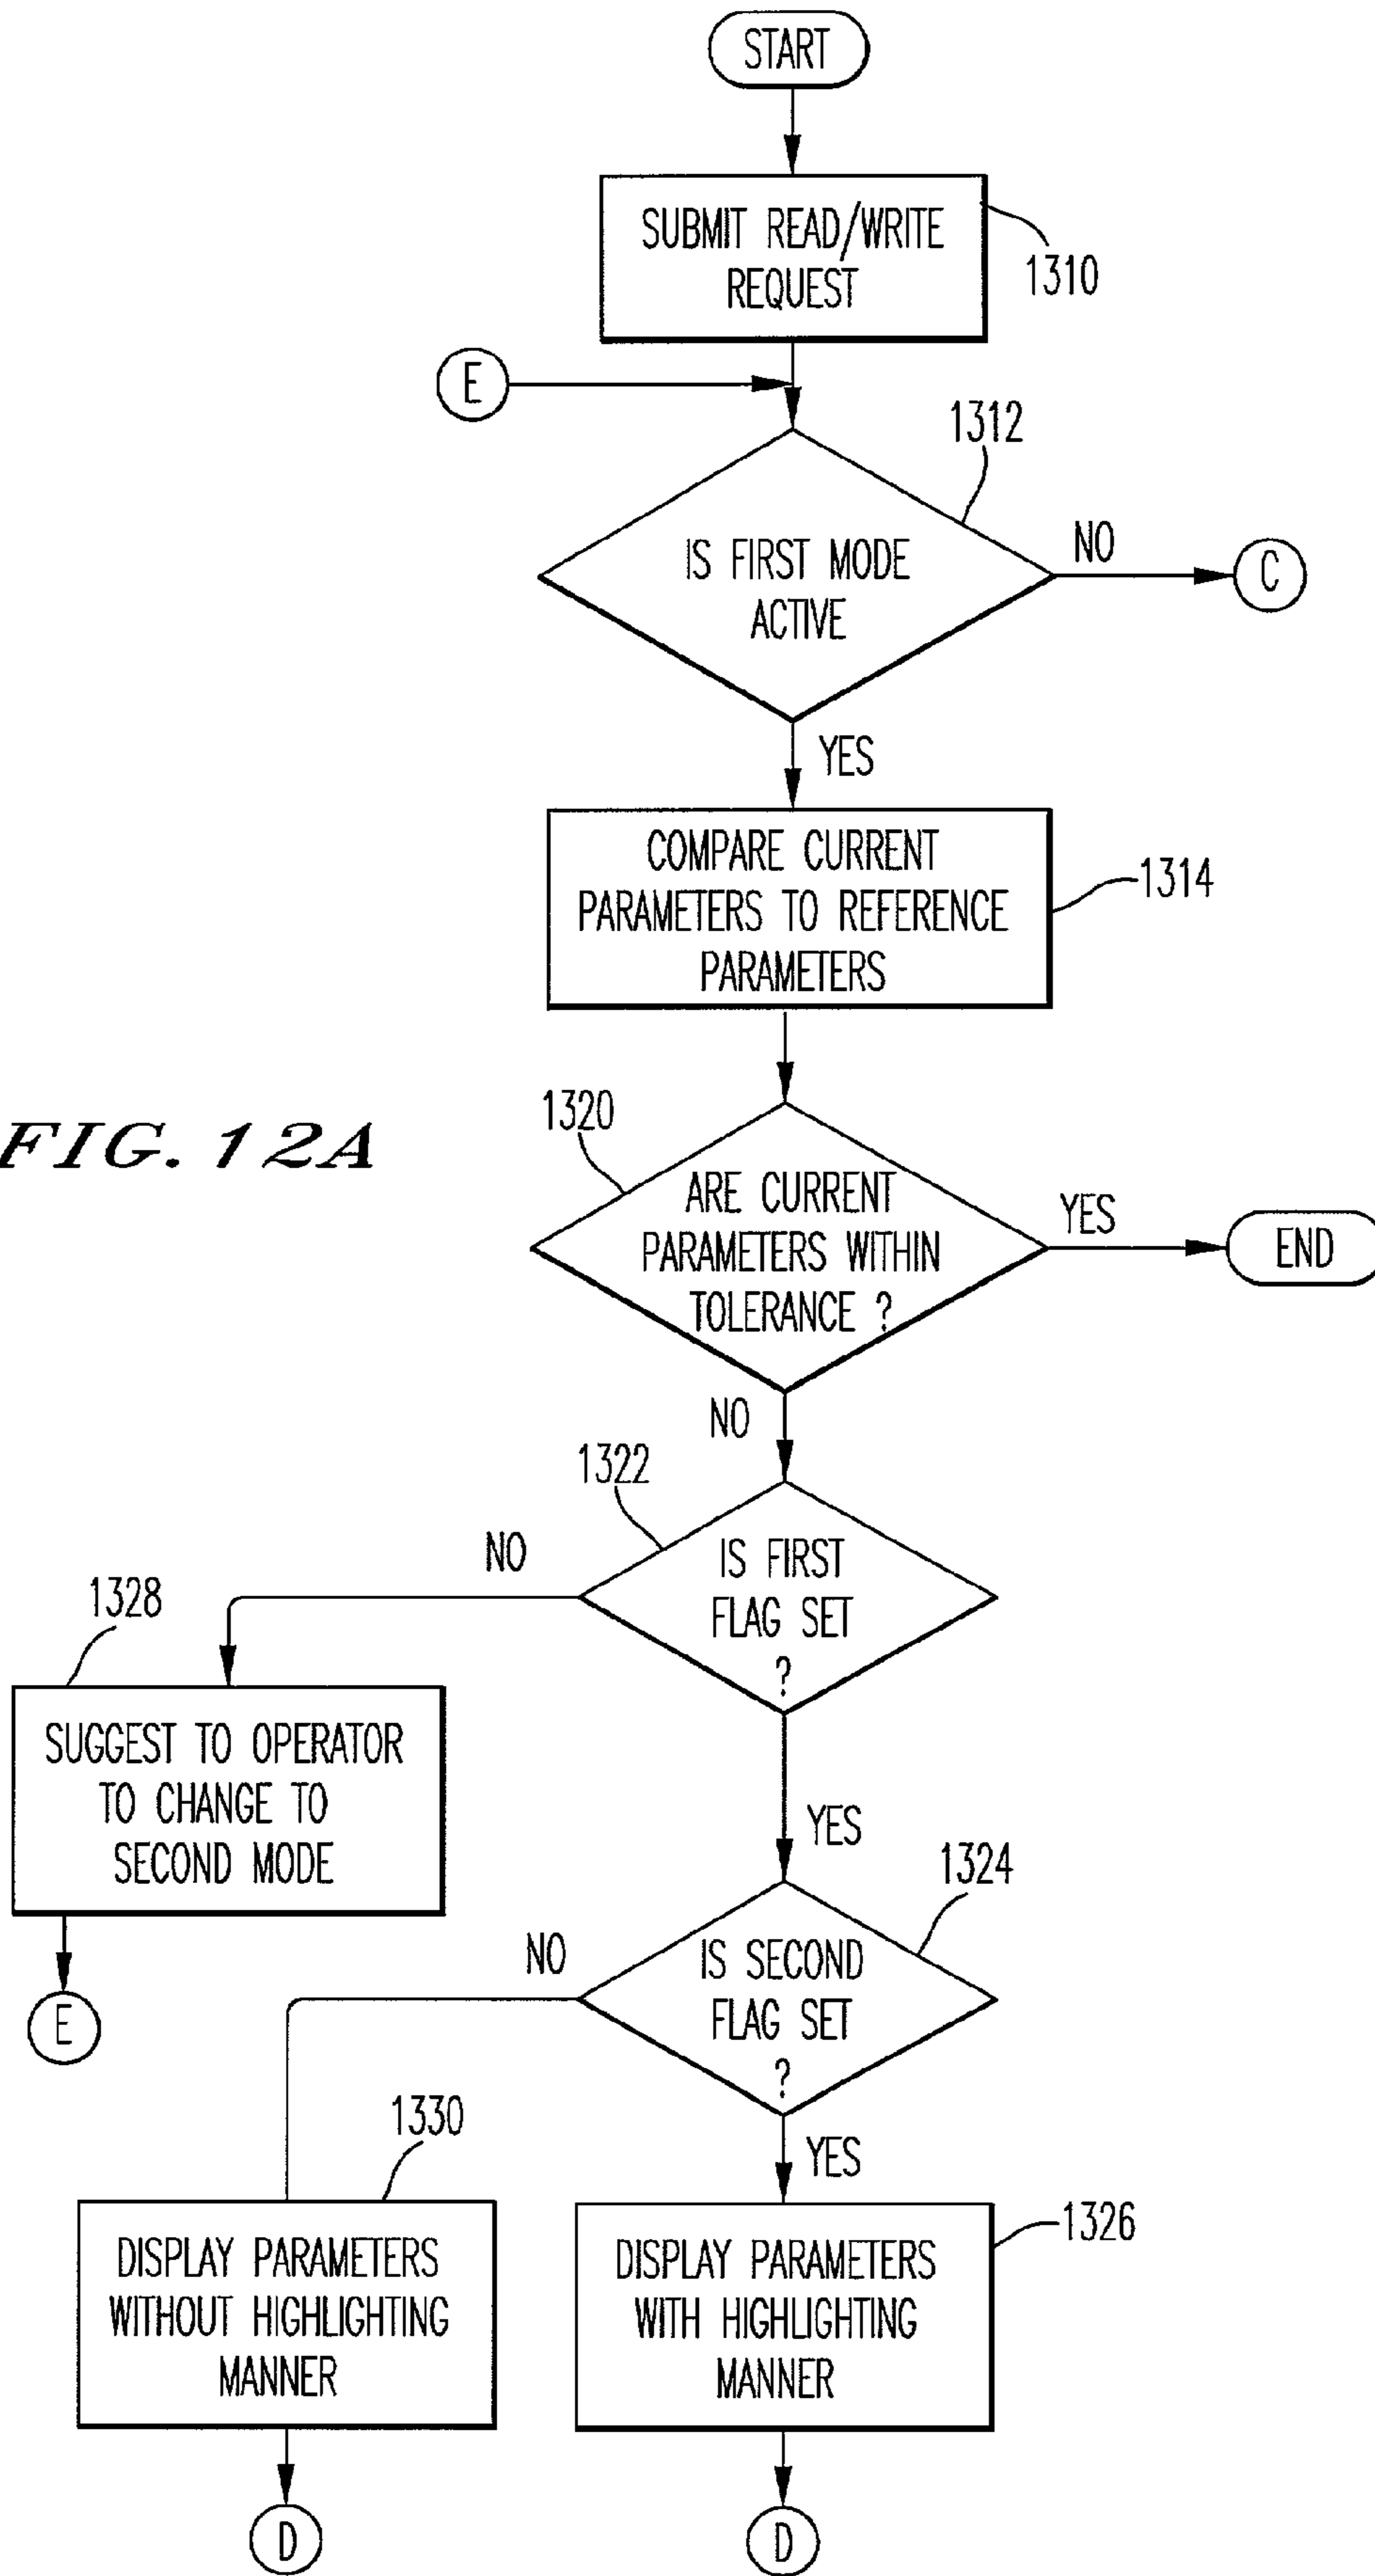 START
SUBMIT READ/WRITE
REQUEST
1310
E
1312
IS FIRST MODE
ACTIVE
NO
C
YES
COMPARE CURRENT
PARAMETERS TO REFERENCE
PARAMETERS
1314
FIG. 12A
1320
ARE CURRENT
PARAMETERS WITHIN
TOLERANCE ?
YES
END
NO
1322
IS FIRST
FLAG SET
?
NO
1328
SUGGEST TO OPERATOR
TO CHANGE TO
SECOND MODE
E
YES
1324
IS SECOND
FLAG SET
?
NO
1330
YES
DISPLAY PARAMETERS
WITHOUT HIGHLIGHTING
MANNER
D
1326
DISPLAY PARAMETERS
WITH HIGHLIGHTING
MANNER
D